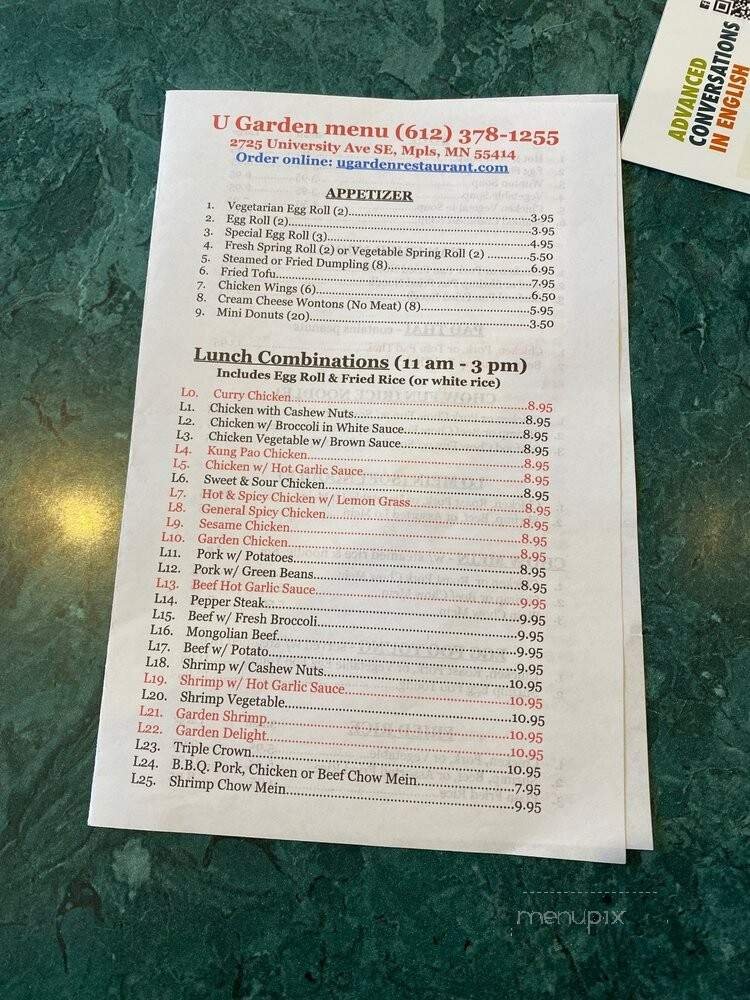 U Garden menu (612) 378-1255
2725 University Ave SE, Mpls, MN 55414
Order online: ugardenrestaurant.com
APPETIZER
1. Vegetarian Egg Roll (2)...3.95
2. Egg Roll (2)...3.95
3. Special Egg Roll (3)...4.95
4. Fresh Spring Roll (2) or Vegetable Spring Roll (2)...5.50
5. Steamed or Fried Dumpling (8)...6.95
6. Fried Tofu...7.95
7. Chicken Wings (6)...6.50
8. Cream Cheese Wontons (No Meat) (8)...5.95
9. Mini Donuts (20)...3.50
Lunch Combinations (11 am - 3 pm)
Includes Egg Roll & Fried Rice (or white rice)
L0. Curry Chicken...8.95
L1. Chicken with Cashew Nuts...8.95
L2. Chicken w/ Broccoli in White Sauce...8.95
L3. Chicken Vegetable w/ Brown Sauce...8.95
L4. Kung Pao Chicken...8.95
L5. Chicken w/ Hot Garlic Sauce...8.95
L6. Sweet & Sour Chicken...8.95
L7. Hot & Spicy Chicken w/ Lemon Grass...8.95
L8. General Spicy Chicken...8.95
L9. Sesame Chicken...8.95
L10. Garden Chicken...8.95
L11. Pork w/ Potatoes...8.95
L12. Pork w/ Green Beans...8.95
L13. Beef Hot Garlic Sauce...9.95
L14. Pepper Steak...9.95
L15. Beef w/ Fresh Broccoli...9.95
L16. Mongolian Beef...9.95
L17. Beef w/ Potato...9.95
L18. Shrimp w/ Cashew Nuts...10.95
L19. Shrimp w/ Hot Garlic Sauce...10.95
L20. Shrimp Vegetable...10.95
L21. Garden Shrimp...10.95
L22. Garden Delight...10.95
L23. Triple Crown...10.95
L24. B.B.Q. Pork, Chicken or Beef Chow Mein...7.95
L25. Shrimp Chow Mein...9.95
ADVANCED
CONVERSATIONS
IN ENGLISH
menupix